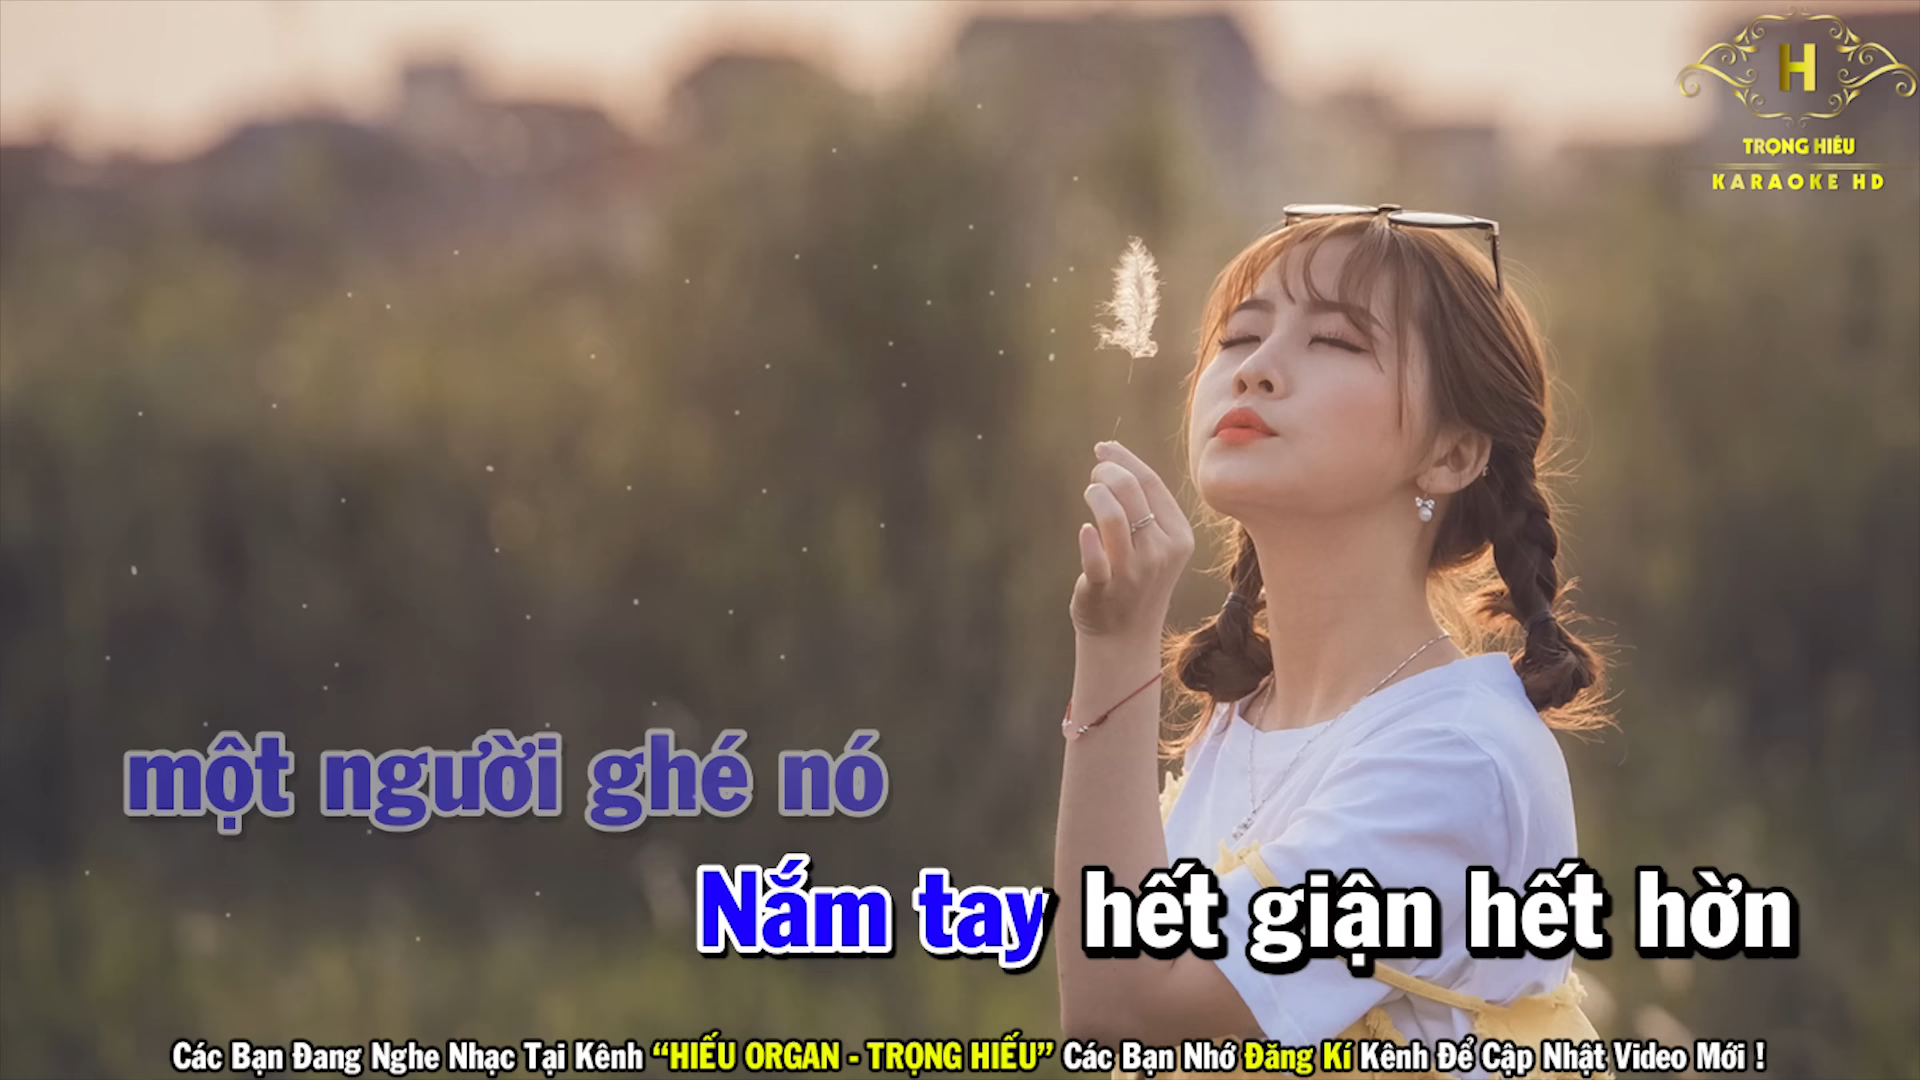 H
TRỌNG HIẾU
KARAOKE HD
một người ghé nó
Nắm tay hết giận hết hờn
Các Bạn Đang Nghe Nhạc Tại Kênh “HIẾU ORGAN - TRỌNG HIẾU” Các Bạn Nhớ Đăng Kí Kênh Để Cập Nhật Video Mới !